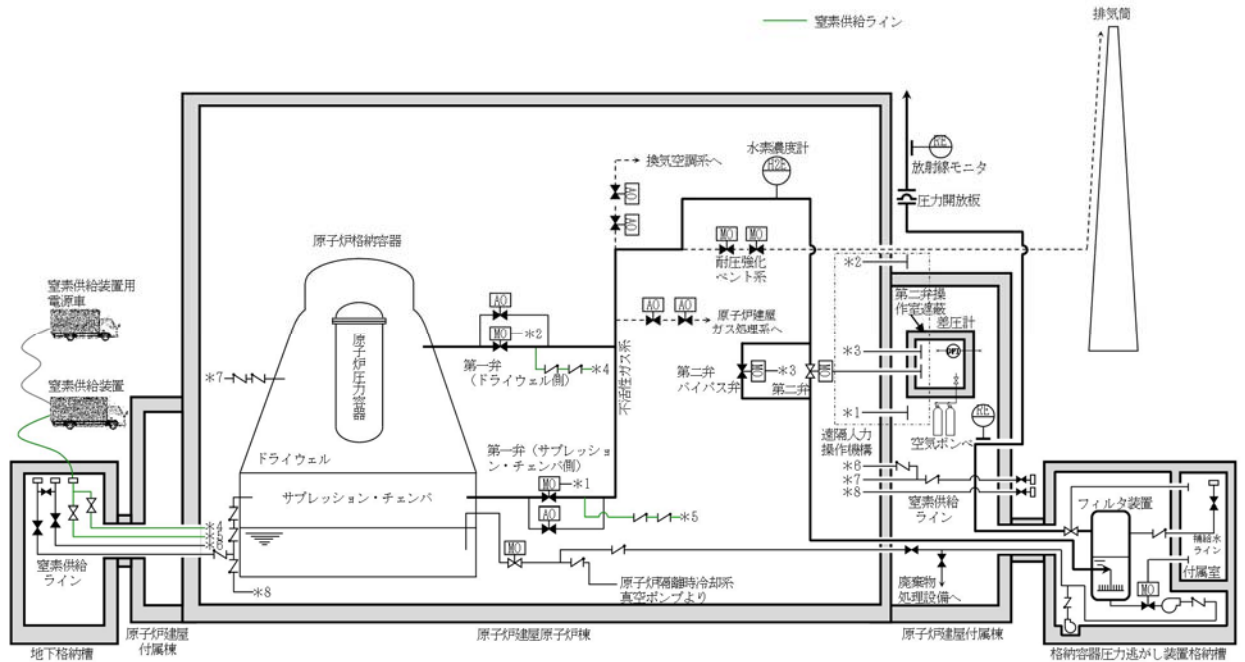 窒素供給ライン
排気筒
水素濃度計
H2E
RE
放射線モニタ
圧力開放板
換気空調系へ
AO
AO
原子炉格納容器
MO
MO
耐圧強化
ベント系
*2
窒素供給装置用
電源車
第二弁操
作室遮蔽
差圧計
AO
MO
*2
AO
AO
原子炉建屋
ガス処理系へ
原子炉圧力容器
不活性ガス系
*3
DPI
窒素供給装置
*7
第一弁
(ドライウェル側)
*4
第二弁
バイパス弁
MO
*3
第二弁
MO
*1
RE
空気ボンベ
遠隔人力
操作機構
ドライウェル
第一弁(サプレッショ
ン・チェンバ側)
MO
*1
*6
*7
*8
窒素供給
ライン
サプレッション・チェンバ
AO
*5
フィルタ装置
補給水
ライン
*4
*5
*6
MO
付属室
窒素供給
ライン
*8
原子炉隔離時冷却系
真空ポンプより
廃棄物
処理設備へ
MO
原子炉建屋
付属棟
原子炉建屋原子炉棟
原子炉建屋付属棟
地下格納槽
格納容器圧力逃がし装置格納槽